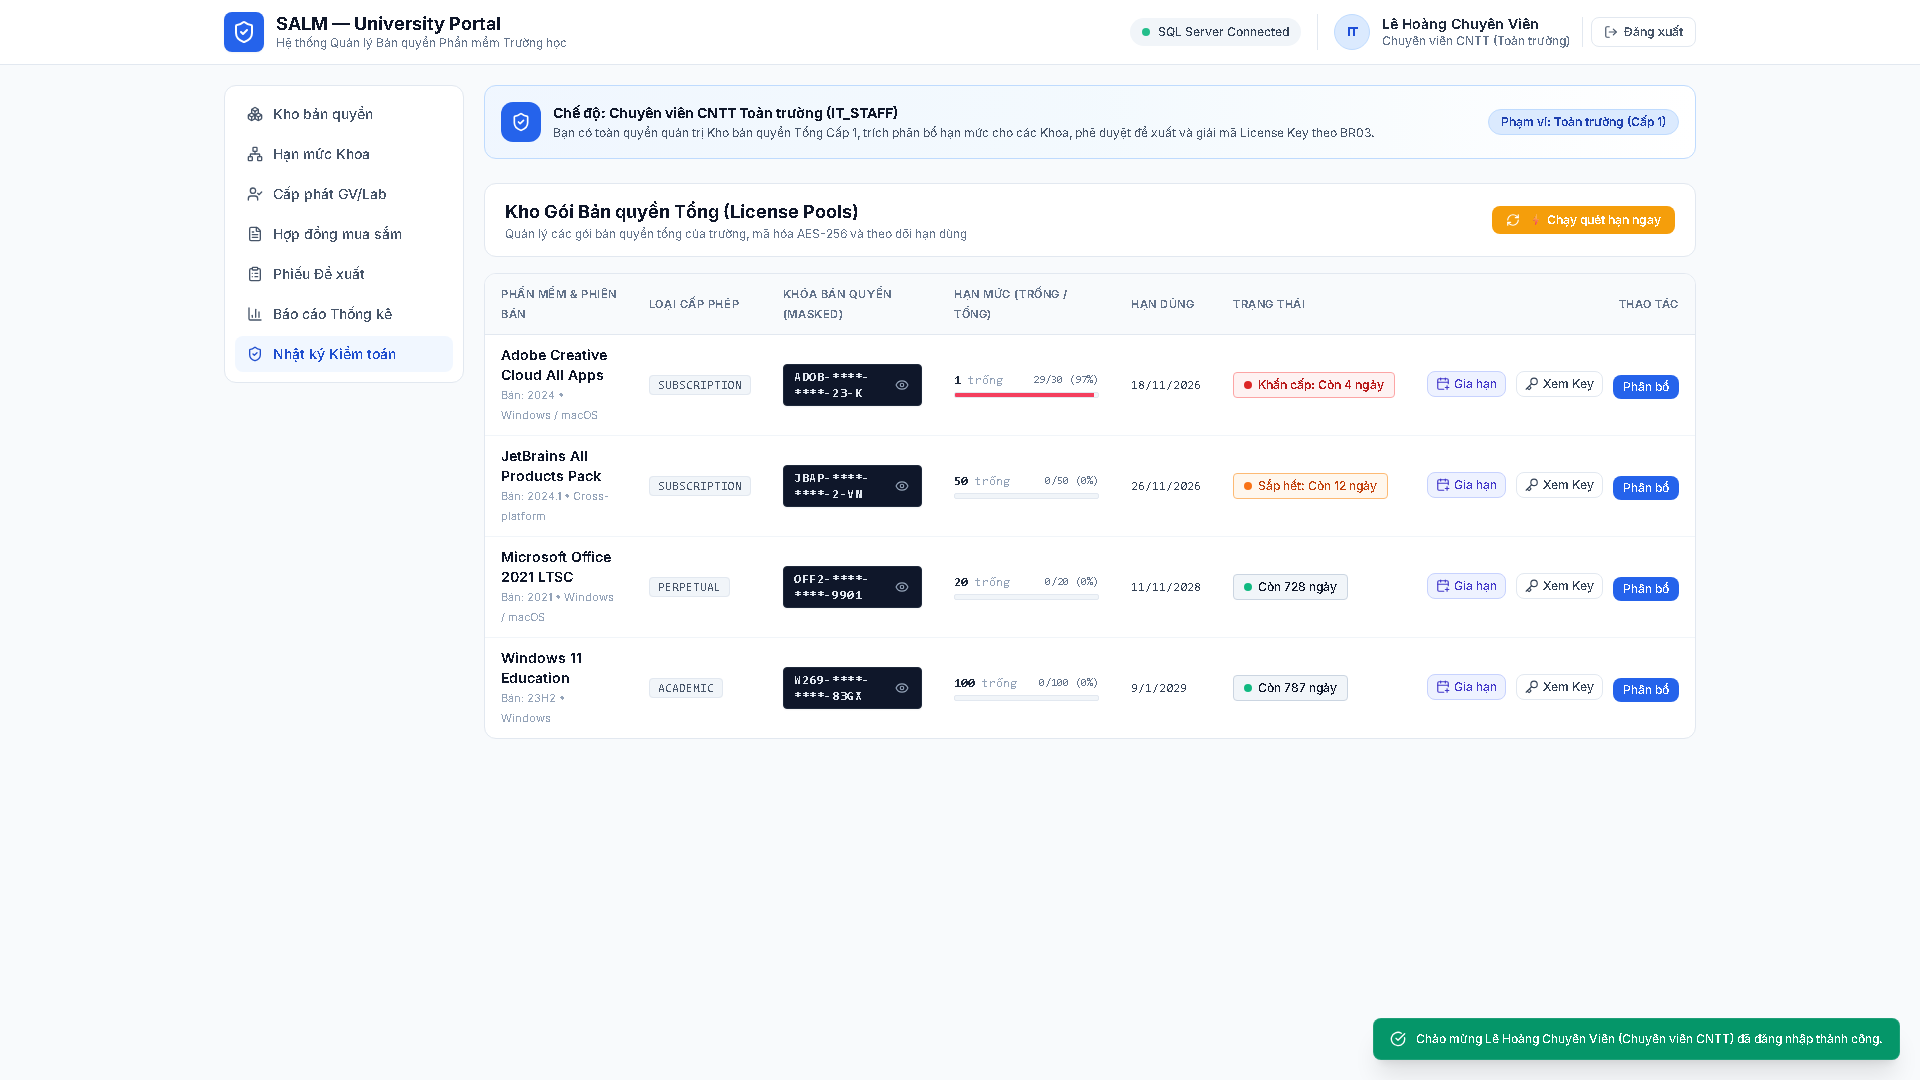 SALM — University Portal
Hệ thống Quản lý Bản quyền Phần mềm Trường học
SQL Server Connected
IT
Lê Hoàng Chuyên Viên
Chuyên viên CNTT (Toàn trường)
Đăng xuất
Kho bản quyền
Hạn mức Khoa
Cấp phát GV/Lab
Hợp đồng mua sắm
Phiếu Đề xuất
Báo cáo Thống kê
Nhật ký Kiểm toán
Chế độ: Chuyên viên CNTT Toàn trường (IT_STAFF)
Bạn có toàn quyền quản trị Kho bản quyền Tổng Cấp 1, trích phân bổ hạn mức cho các Khoa, phê duyệt đề xuất và giải mã License Key theo BR03.
Phạm vi: Toàn trường (Cấp 1)
Kho Gói Bản quyền Tổng (License Pools)
Quản lý các gói bản quyền tổng của trường, mã hóa AES-256 và theo dõi hạn dùng
Chạy quét hạn ngay
PHẦN MỀM & PHIÊN
BẢN
LOẠI CẤP PHÉP
KHÓA BẢN QUYỀN
(MASKED)
HẠN MỨC (TRỐNG /
TỔNG)
HẠN DÙNG
TRẠNG THÁI
THAO TÁC
Adobe Creative
Cloud All Apps
Bản: 2024 •
Windows / macOS
SUBSCRIPTION
ADOB-****-
****-23-K
1 trống
29/30 (97%)
18/11/2026
Khẩn cấp: Còn 4 ngày
Gia hạn
Xem Key
Phân bổ
JetBrains All
Products Pack
Bản: 2024.1 • Cross-
platform
SUBSCRIPTION
JBAP-****-
****-2-VN
50 trống
0/50 (0%)
26/11/2026
Sắp hết: Còn 12 ngày
Gia hạn
Xem Key
Phân bổ
Microsoft Office
2021 LTSC
Bản: 2021 • Windows
/ macOS
PERPETUAL
OFF2-****-
****-9901
20 trống
0/20 (0%)
11/11/2028
Còn 728 ngày
Gia hạn
Xem Key
Phân bổ
Windows 11
Education
Bản: 23H2 •
Windows
ACADEMIC
W269-****-
****-83GX
100 trống
0/100 (0%)
9/1/2029
Còn 787 ngày
Gia hạn
Xem Key
Phân bổ
Chào mừng Lê Hoàng Chuyên Viên (Chuyên viên CNTT) đã đăng nhập thành công.